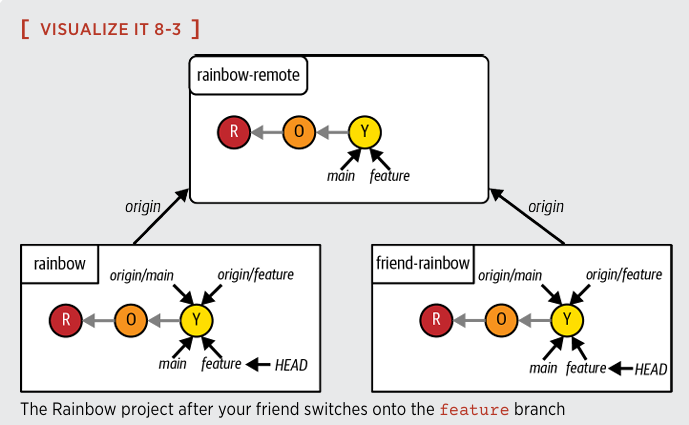 [ VISUALIZE IT 8-3 ]
rainbow-remote
R O Y
main feature
origin origin
rainbow
origin/main origin/feature
R O Y
main feature HEAD
friend-rainbow
origin/main origin/feature
R O Y
main feature HEAD
The Rainbow project after your friend switches onto the feature branch